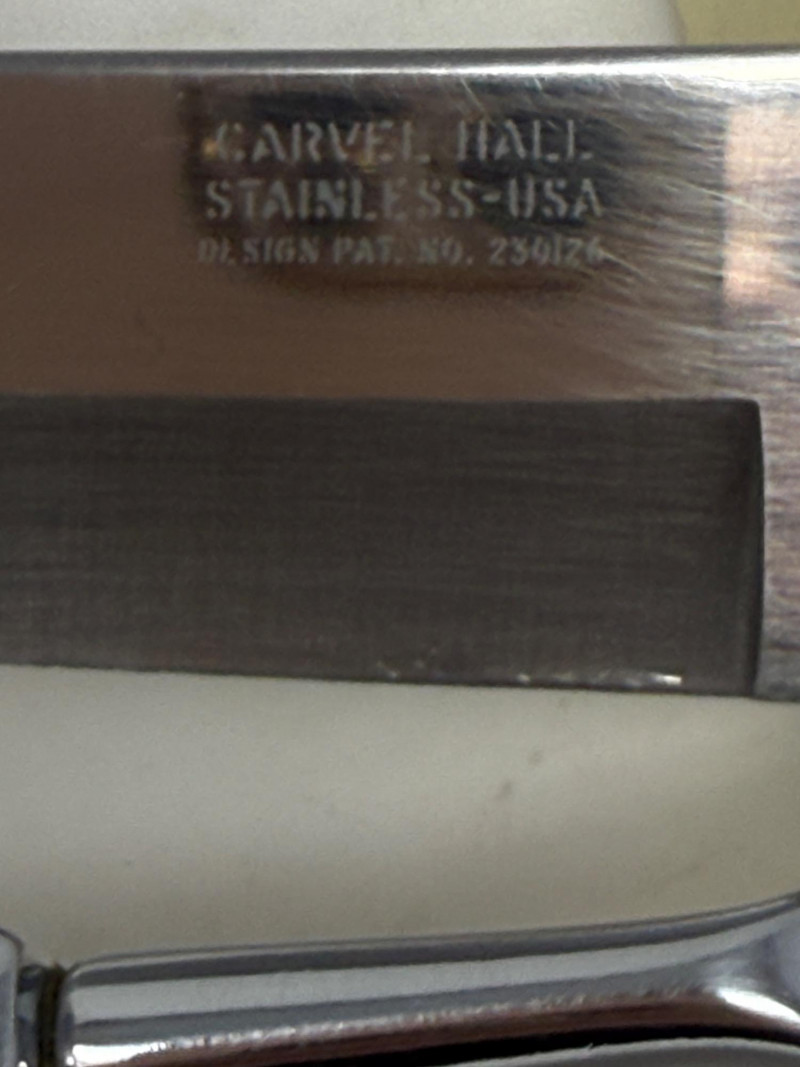 CARVEL HALL
STAINLESS-USA
DESIGN PAT. NO. 230126